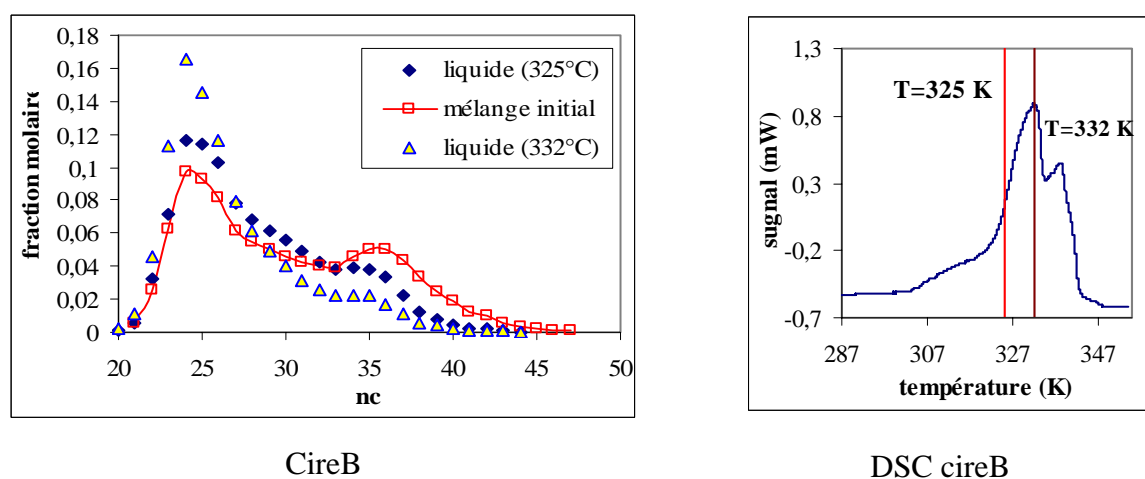 0,18
0,16
0,14
0,12
0,1
0,08
0,06
0,04
0,02
0
fraction molaire
20 25 30 35 40 45 50
nc
liquide (325°C)
mélange initial
liquide (332°C)
CireB
1,3
0,8
0,3
-0,2
-0,7
sugnal (mW)
T=325 K
T=332 K
287 307 327 347
température (K)
DSC cireB